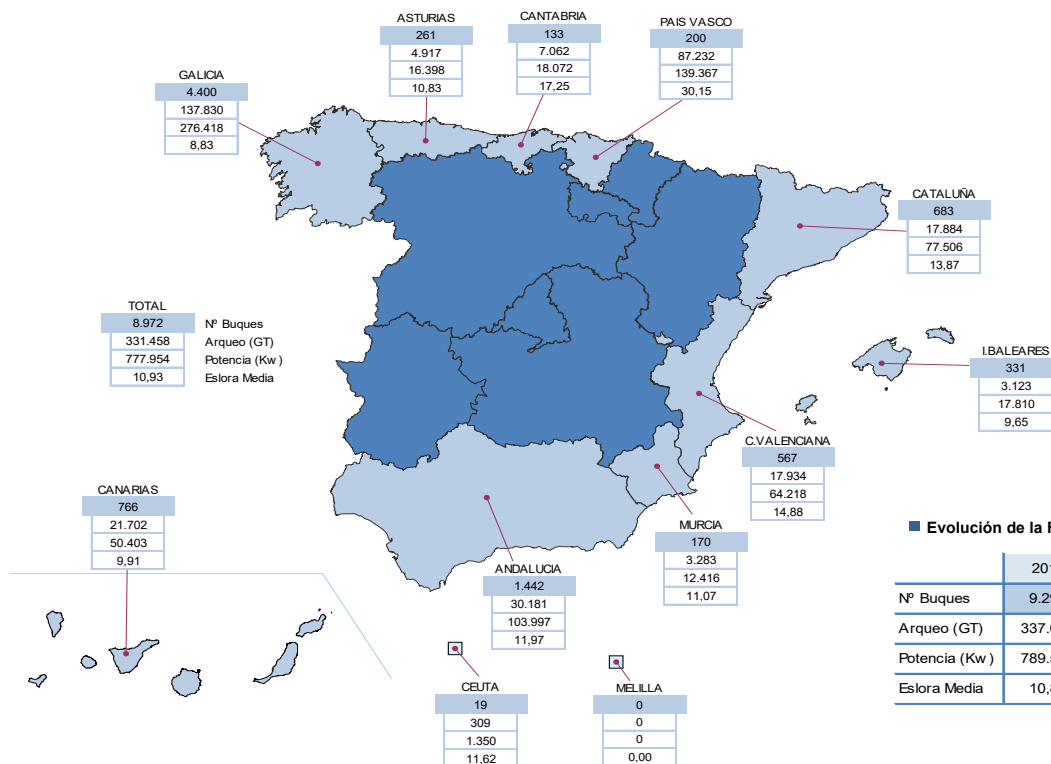 ASTURIAS
261
4.917
16.398
10,83
CANTABRIA
133
7.062
18.072
17,25
PAIS VASCO
200
87.232
139.367
30,15
GALICIA
4.400
137.830
276.418
8,83
CATALUÑA
683
17.884
77.506
13,87
TOTAL
8.972 Nº Buques
331.458 Arqueo (GT)
777.954 Potencia (Kw)
10,93 Eslora Media
I.BALEARES
331
3.123
17.810
9,65
C.VALENCIANA
567
17.934
64.218
14,88
CANARIAS
766
21.702
50.403
9,91
MURCIA
170
3.283
12.416
11,07
ANDALUCIA
1.442
30.181
103.997
11,97
CEUTA
19
309
1.350
11,62
MELILLA
0
0
0
0,00
Evolución de la
Nº Buques
Arqueo (GT)
Potencia (Kw)
Eslora Media